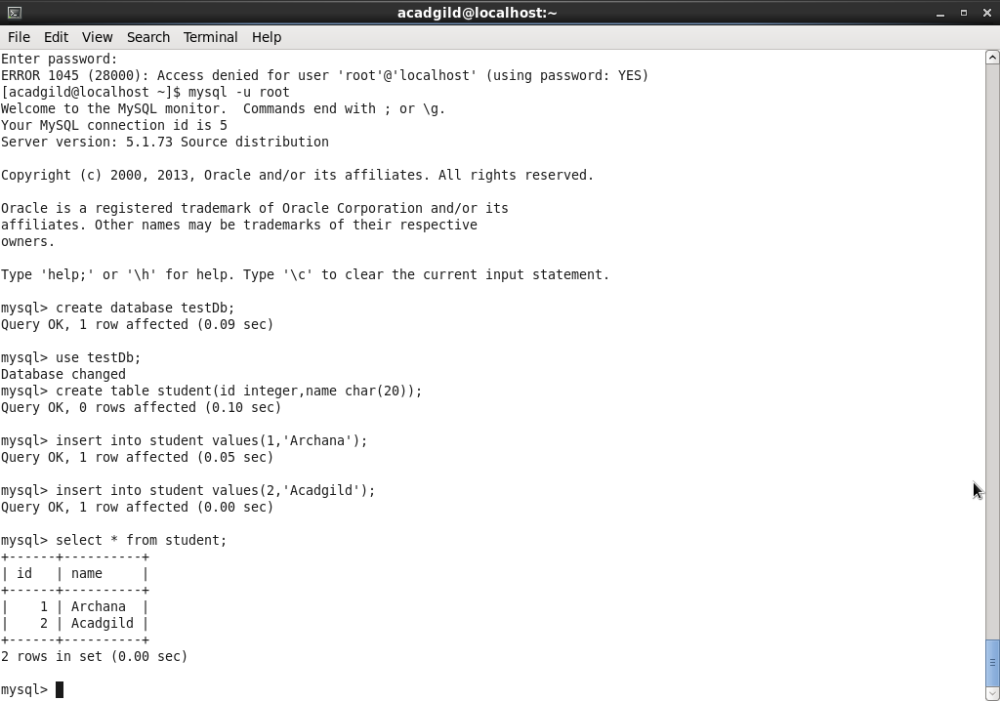 acadgild@localhost:~
File Edit View Search Terminal Help
Enter password:
ERROR 1045 (28000): Access denied for user 'root'@'localhost' (using password: YES)
[acadgild@localhost ~]$ mysql -u root
Welcome to the MySQL monitor.  Commands end with ; or \g.
Your MySQL connection id is 5
Server version: 5.1.73 Source distribution

Copyright (c) 2000, 2013, Oracle and/or its affiliates. All rights reserved.

Oracle is a registered trademark of Oracle Corporation and/or its
affiliates. Other names may be trademarks of their respective
owners.

Type 'help;' or '\h' for help. Type '\c' to clear the current input statement.

mysql> create database testDb;
Query OK, 1 row affected (0.09 sec)

mysql> use testDb;
Database changed
mysql> create table student(id integer,name char(20));
Query OK, 0 rows affected (0.10 sec)

mysql> insert into student values(1,'Archana');
Query OK, 1 row affected (0.05 sec)

mysql> insert into student values(2,'Acadgild');
Query OK, 1 row affected (0.00 sec)

mysql> select * from student;
+------+----------+
| id   | name     |
+------+----------+
|    1 | Archana  |
|    2 | Acadgild |
+------+----------+
2 rows in set (0.00 sec)

mysql>